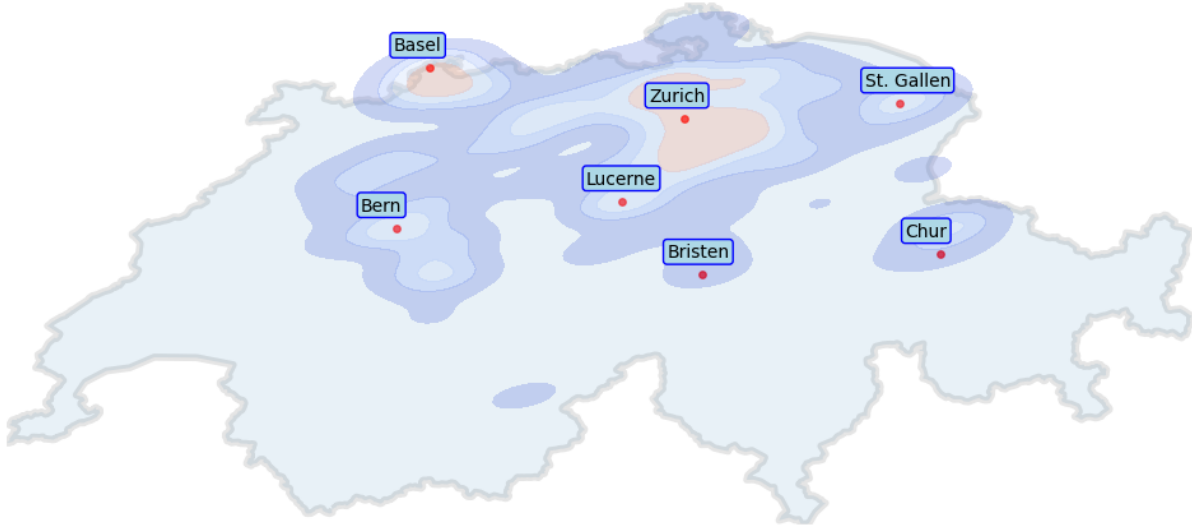 Basel
St. Gallen
Zurich
Lucerne
Bern
Chur
Bristen